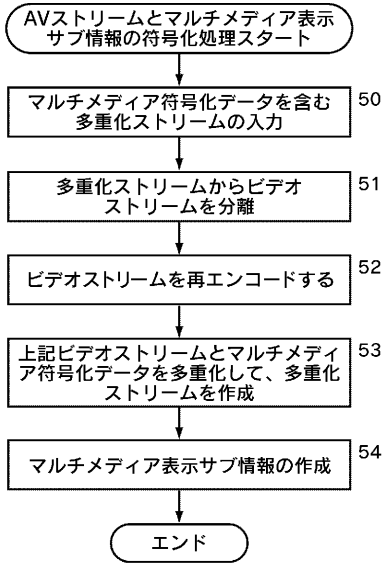 AVストリームとマルチメディア表示
サブ情報の符号化処理スタート
50
マルチメディア符号化データを含む
多重化ストリームの入力
51
多重化ストリームからビデオ
ストリームを分離
52
ビデオストリームを再エンコードする
53
上記ビデオストリームとマルチメディ
ア符号化データを多重化して、多重化
ストリームを作成
54
マルチメディア表示サブ情報の作成
エンド